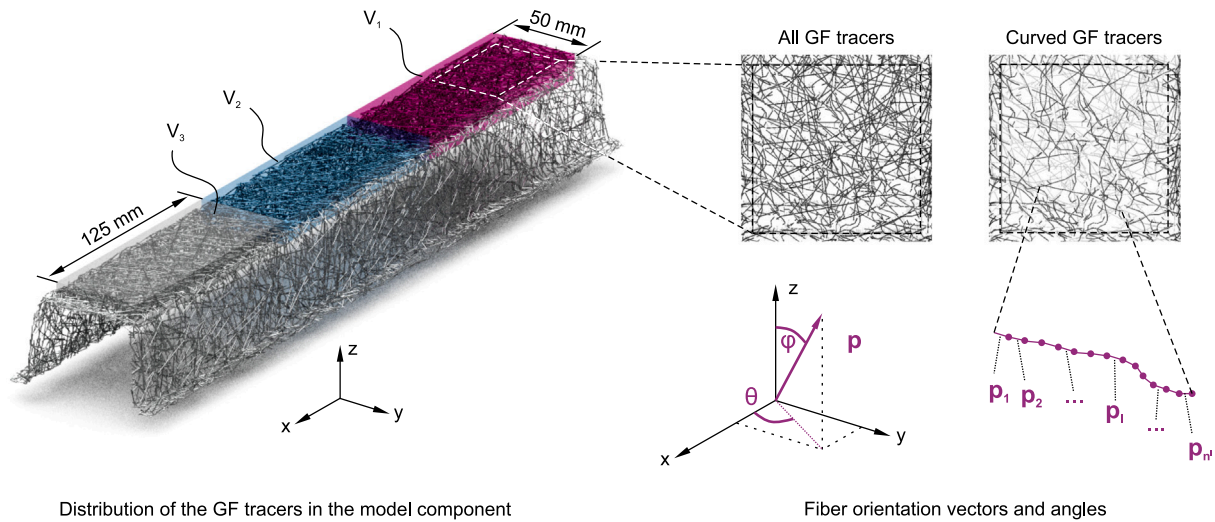 V1
V2
V3
50 mm
125 mm
z
x
y
Distribution of the GF tracers in the model component
All GF tracers
Curved GF tracers
z
φ
p
θ
x
y
p1
p2
...
pl
...
pn'
Fiber orientation vectors and angles